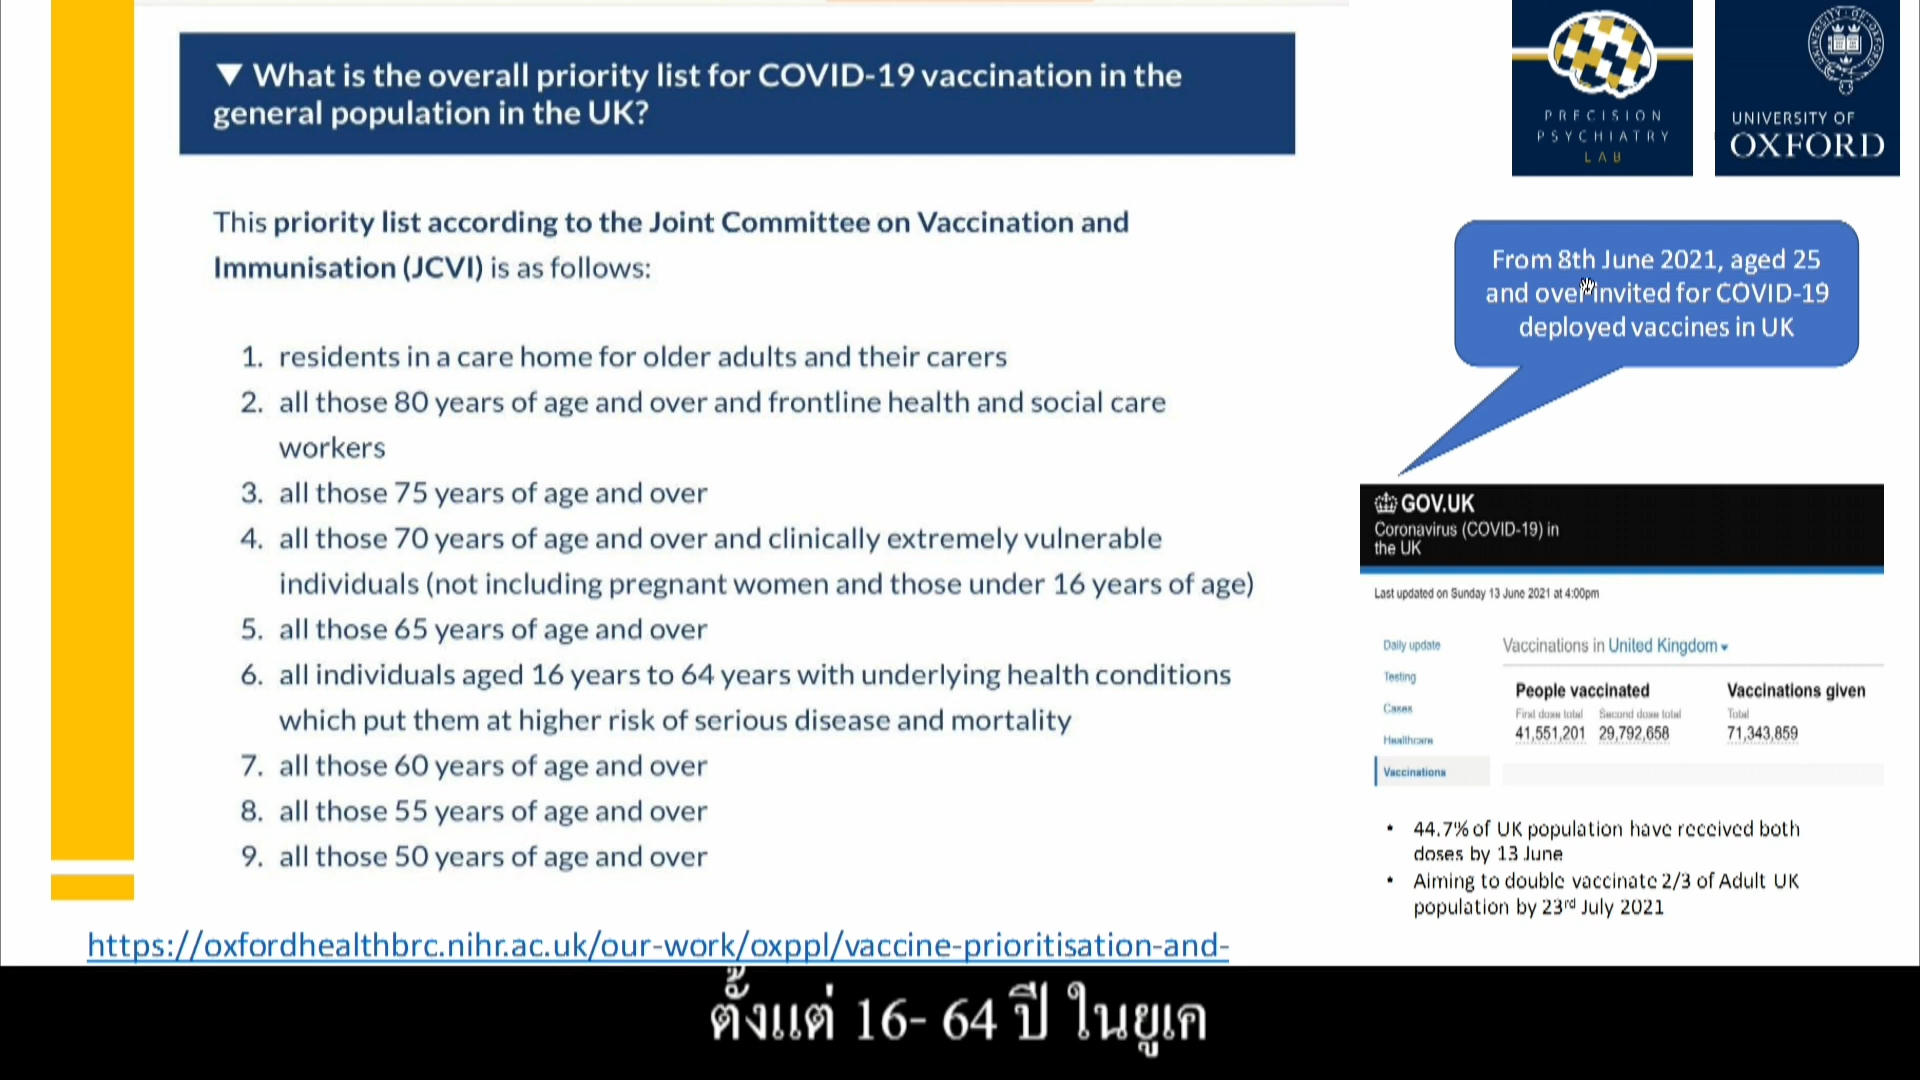 ▼ What is the overall priority list for COVID-19 vaccination in the
general population in the UK?
This priority list according to the Joint Committee on Vaccination and
Immunisation (JCVI) is as follows:
1. residents in a care home for older adults and their carers
2. all those 80 years of age and over and frontline health and social care
workers
3. all those 75 years of age and over
4. all those 70 years of age and over and clinically extremely vulnerable
individuals (not including pregnant women and those under 16 years of age)
5. all those 65 years of age and over
6. all individuals aged 16 years to 64 years with underlying health conditions
which put them at higher risk of serious disease and mortality
7. all those 60 years of age and over
8. all those 55 years of age and over
9. all those 50 years of age and over
https://oxfordhealthbrc.nihr.ac.uk/our-work/oxppl/vaccine-prioritisation-and-
PRECISION
PSYCHIATRY
LAB
UNIVERSITY OF
OXFORD
From 8th June 2021, aged 25
and over invited for COVID-19
deployed vaccines in UK
GOV.UK
Coronavirus (COVID-19) in
the UK
Last updated on Sunday 13 June 2021 at 4:00pm
Daily update
Testing
Cases
Healthcare
Vaccinations
Vaccinations in United Kingdom
People vaccinated
First dose total Second dose total
41,551,201 29,792,658
Vaccinations given
Total
71,343,859
• 44.7% of UK population have received both
doses by 13 June
• Aiming to double vaccinate 2/3 of Adult UK
population by 23rd July 2021
ตั้งแต่ 16- 64 ปี ในยูเค